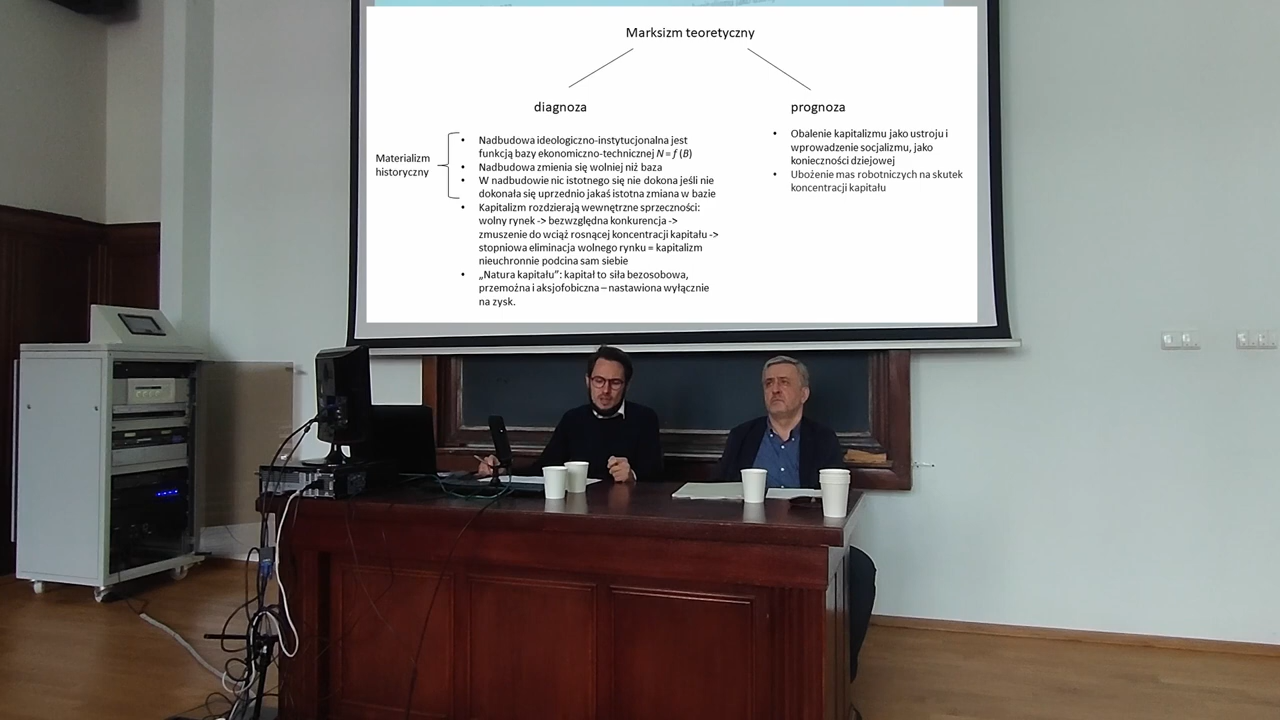 Marksizm teoretyczny
diagnoza
prognoza
Materializm
historyczny
• Nadbudowa ideologiczno-instytucjonalna jest
funkcją bazy ekonomiczno-technicznej N = f (B)
• Nadbudowa zmienia się wolniej niż baza
• W nadbudowie nic istotnego się nie dokona jeśli nie
dokonała się uprzednio jakaś istotna zmiana w bazie
• Kapitalizm rozdzierają wewnętrzne sprzeczności:
wolny rynek -> bezwzględna konkurencja ->
zmuszenie do wciąż rosnącej koncentracji kapitału ->
stopniowa eliminacja wolnego rynku = kapitalizm
nieuchronnie podcina sam siebie
• „Natura kapitału”: kapitał to siła bezosobowa,
przemożna i aksjofobiczna – nastawiona wyłącznie
na zysk.
• Obalenie kapitalizmu jako ustroju i
wprowadzenie socjalizmu, jako
konieczności dziejowej
• Ubożenie mas robotniczych na skutek
koncentracji kapitału